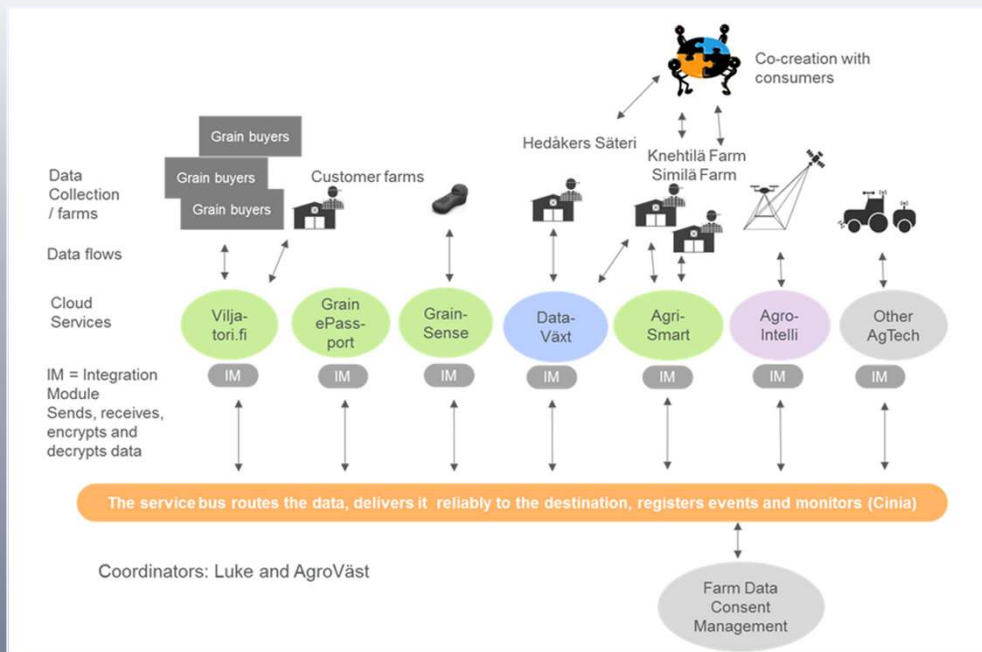 Co-creation with
consumers
Grain buyers
Grain buyers
Grain buyers
Customer farms
Hedåkers Säteri
Knehtilä Farm
Similä Farm
Data
Collection
/ farms
Data flows
Cloud
Services
Vilja-
tori.fi
Grain
ePass-
port
Grain-
Sense
Data-
Växt
Agri-
Smart
Agro-
Intelli
Other
AgTech
IM = Integration
Module
Sends, receives,
encrypts and
decrypts data
IM
IM
IM
IM
IM
IM
IM
The service bus routes the data, delivers it reliably to the destination, registers events and monitors (Cinia)
Coordinators: Luke and AgroVäst
Farm Data
Consent
Management